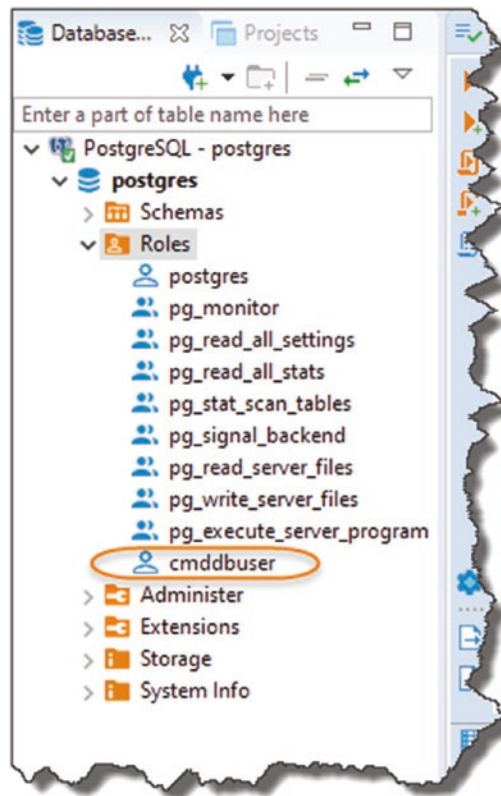 Database... Projects
Enter a part of table name here
PostgreSQL - postgres
postgres
Schemas
Roles
postgres
pg_monitor
pg_read_all_settings
pg_read_all_stats
pg_stat_scan_tables
pg_signal_backend
pg_read_server_files
pg_write_server_files
pg_execute_server_program
cmddbuser
Administer
Extensions
Storage
System Info